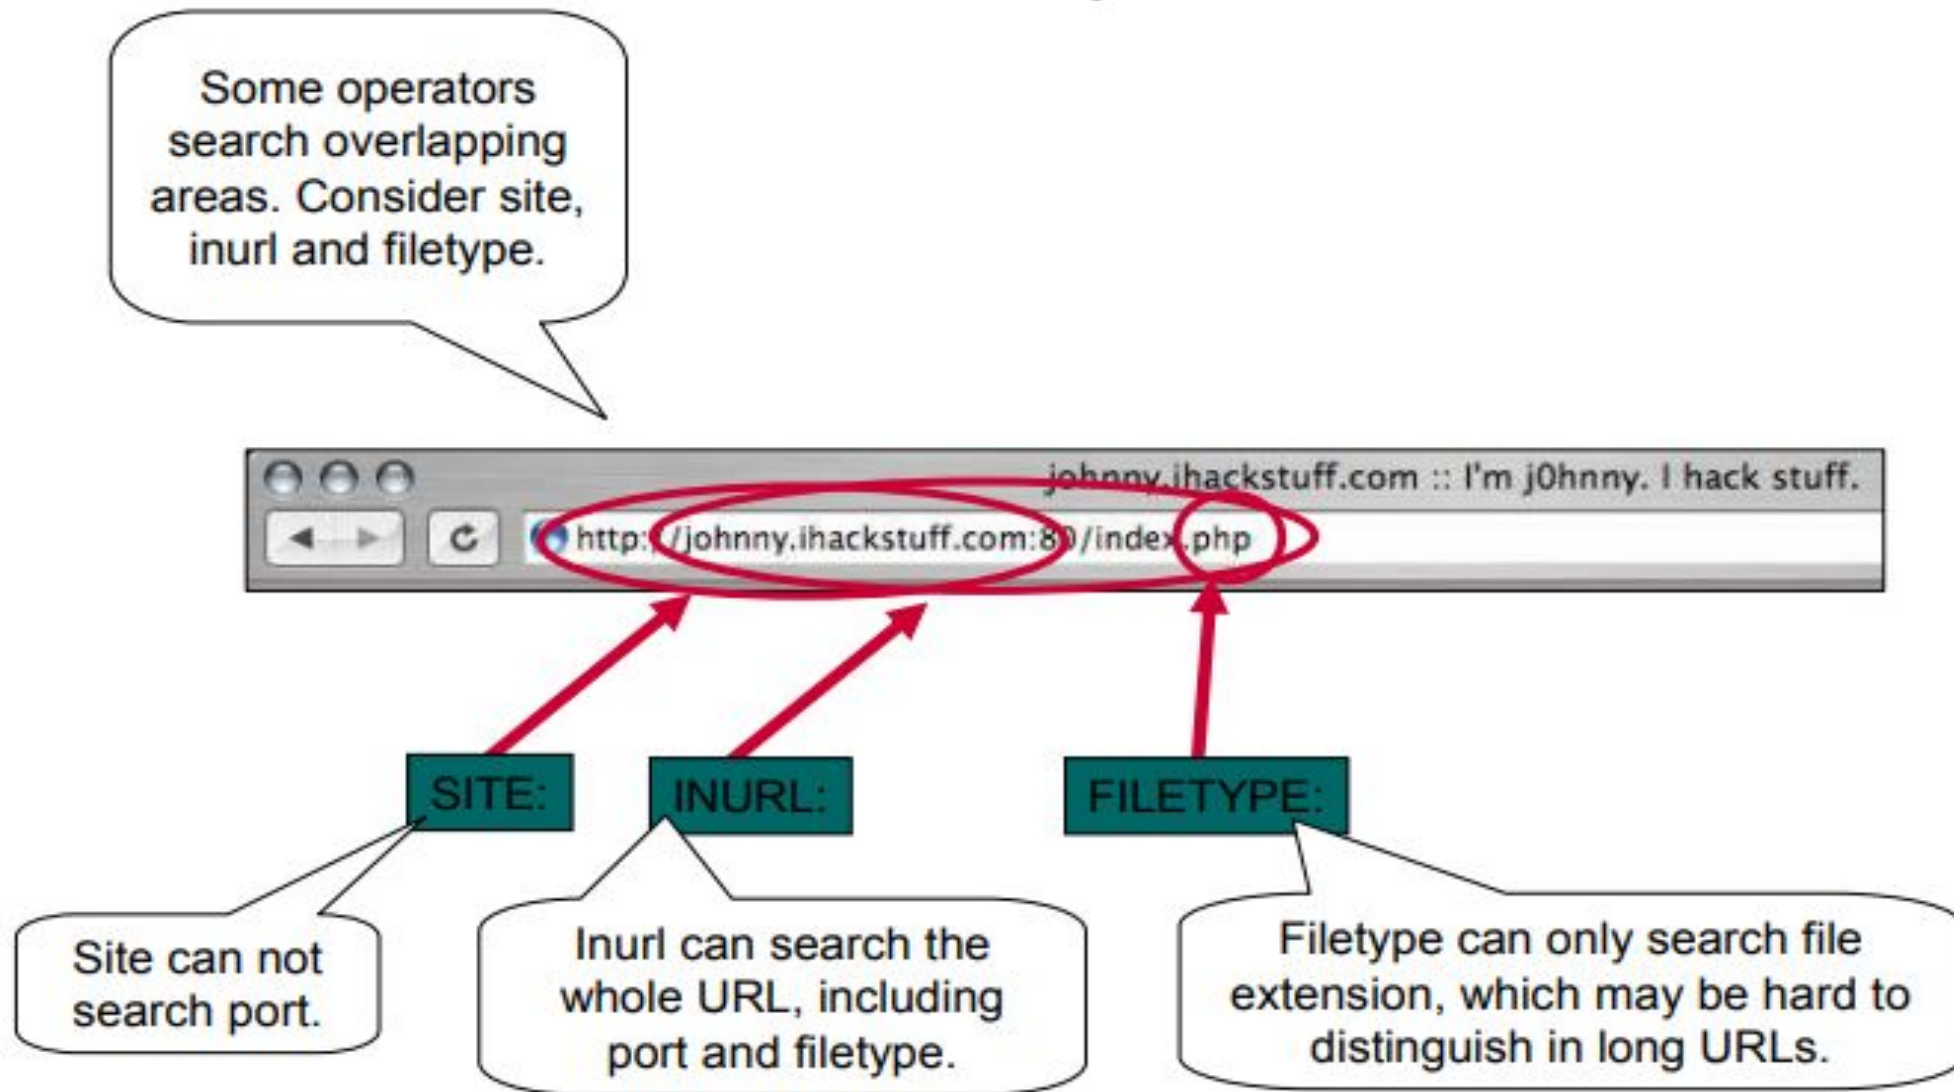 Some operators
search overlapping
areas. Consider site,
inurl and filetype.
johnny.ihackstuff.com :: I'm j0hnny. I hack stuff.
http://johnny.ihackstuff.com:80/index.php
SITE:
INURL:
FILETYPE:
Site can not
search port.
Inurl can search the
whole URL, including
port and filetype.
Filetype can only search file
extension, which may be hard to
distinguish in long URLs.